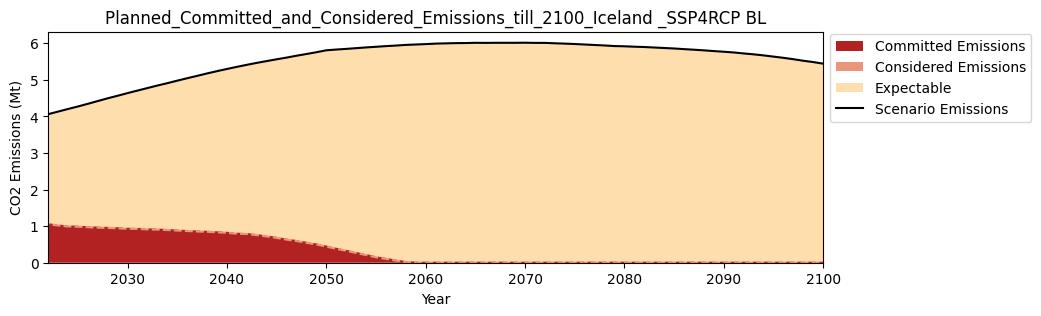 Planned_Committed_and_Considered_Emissions_till_2100_Iceland _SSP4RCP BL
CO2 Emissions (Mt)
6
5
4
3
2
1
0
2030 2040 2050 2060 2070 2080 2090 2100
Year
Committed Emissions
Considered Emissions
Expectable
Scenario Emissions